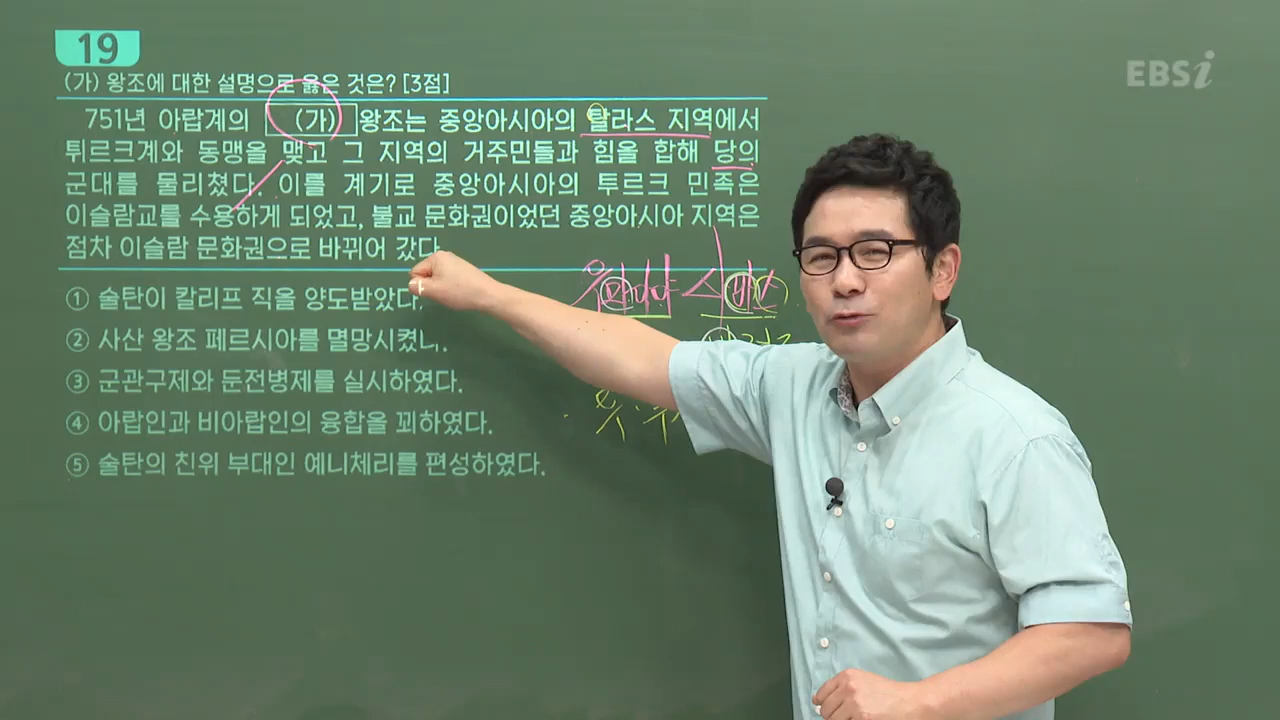 19
EBSi
(가) 왕조에 대한 설명으로 옳은 것은? [3점]
751년 아랍계의 (가) 왕조는 중앙아시아의 탈라스 지역에서
튀르크계와 동맹을 맺고 그 지역의 거주민들과 힘을 합해 당의
군대를 물리쳤다. 이를 계기로 중앙아시아의 투르크 민족은
이슬람교를 수용하게 되었고, 불교 문화권이었던 중앙아시아 지역은
점차 이슬람 문화권으로 바뀌어 갔다.
① 술탄이 칼리프 직을 양도받았다.
② 사산 왕조 페르시아를 멸망시켰
③ 군관구제와 둔전병제를 실시하였다.
④ 아랍인과 비아랍인의 융합을 꾀하였다.
⑤ 술탄의 친위 부대인 예니체리를 편성하였다.